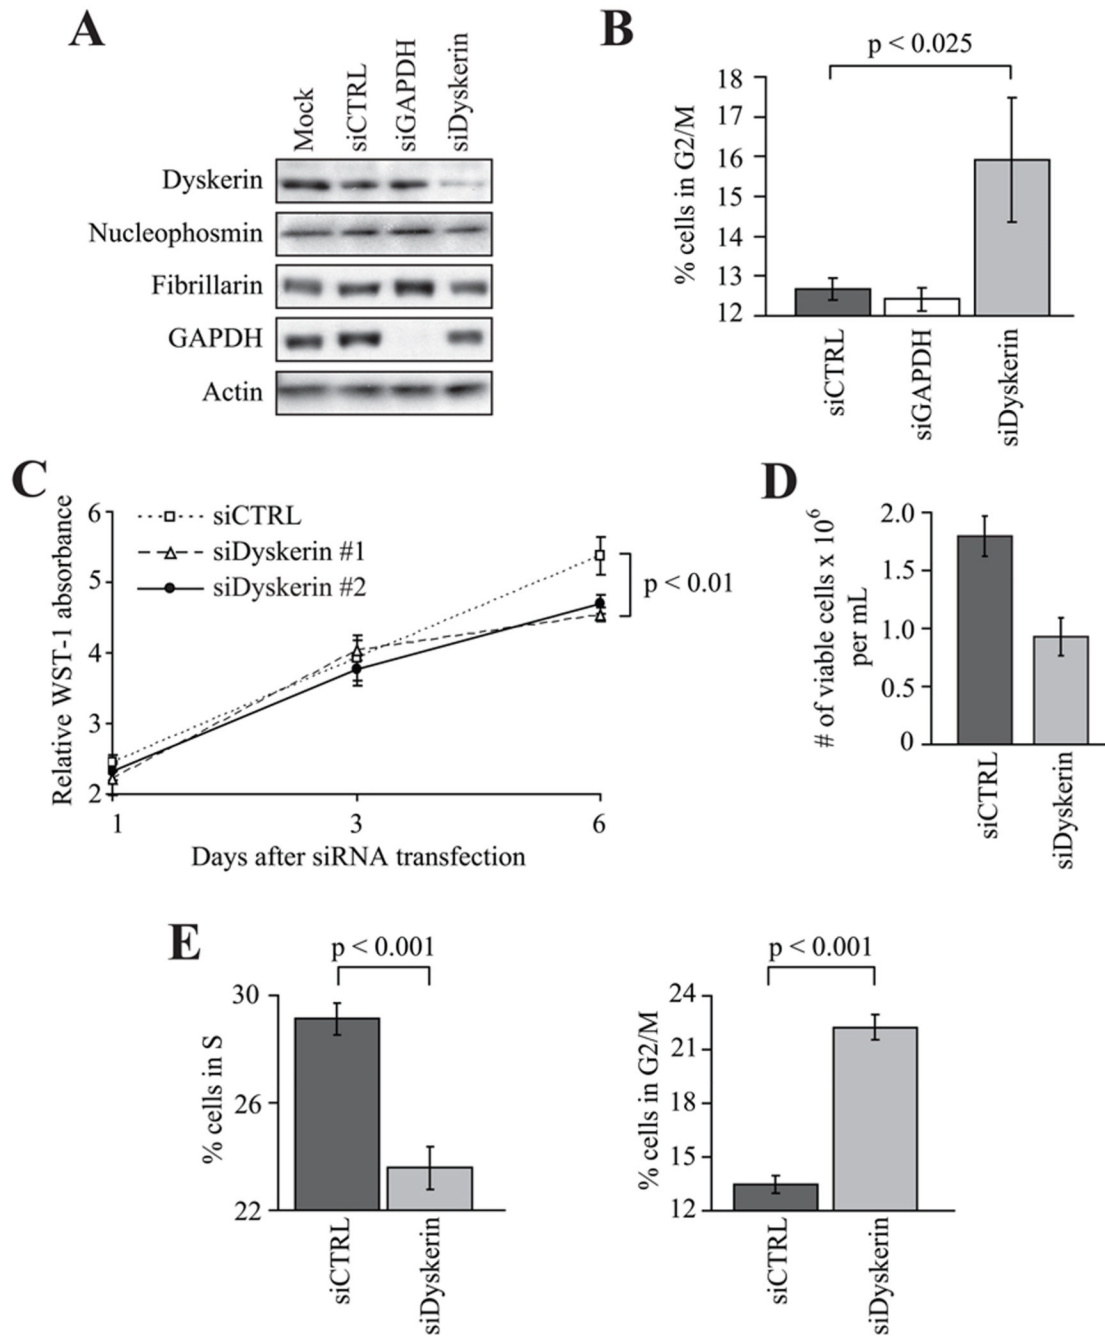 A
Mock
siCTRL
siGAPDH
siDyskerin
Dyskerin
Nucleophosmin
Fibrillarin
GAPDH
Actin
B
p < 0.025
% cells in G2/M
18
17
16
15
14
13
12
siCTRL
siGAPDH
siDyskerin
C
Relative WST-1 absorbance
6
5
4
3
2
siCTRL
siDyskerin #1
siDyskerin #2
p < 0.01
1
3
6
Days after siRNA transfection
D
# of viable cells x 10⁶
per mL
2.0
1.5
1.0
0.5
0
siCTRL
siDyskerin
E
p < 0.001
% cells in S
30
26
22
siCTRL
siDyskerin
p < 0.001
% cells in G2/M
24
21
18
15
12
siCTRL
siDyskerin